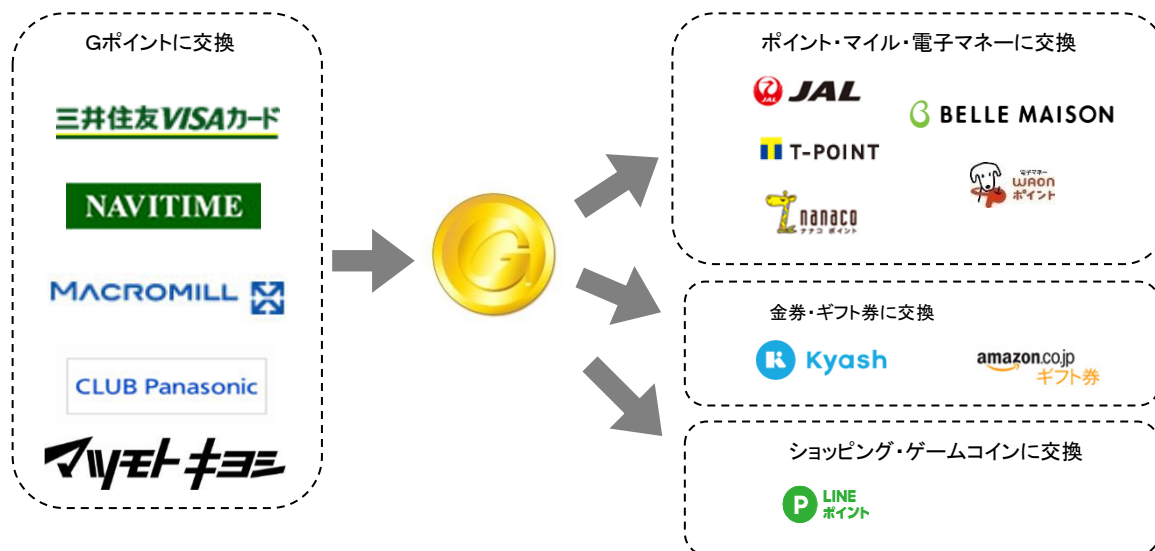 Gポイントに交換
三井住友VISAカード
NAVITIME
MACROMILL
CLUB Panasonic
マツモトキヨシ
G
ポイント・マイル・電子マネーに交換
JAL
JAL
BELLE MAISON
T-POINT
電子マネー
WAON
ポイント
nanaco
ナナコ ポイント
金券・ギフト券に交換
K Kyash
amazon.co.jp
ギフト券
ショッピング・ゲームコインに交換
P
LINE
ポイント